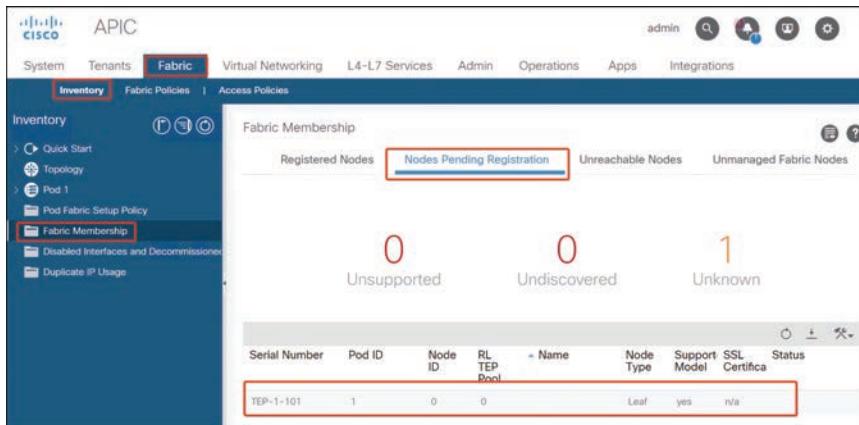 CISCO APIC admin
System Tenants Fabric Virtual Networking L4-L7 Services Admin Operations Apps Integrations
Inventory Fabric Policies | Access Policies
Inventory
Quick Start
Topology
Pod 1
Pod Fabric Setup Policy
Fabric Membership
Disabled Interfaces and Decommissioned
Duplicate IP Usage
Fabric Membership
Registered Nodes Nodes Pending Registration Unreachable Nodes Unmanaged Fabric Nodes
0 0 1
Unsupported Undiscovered Unknown
Serial Number Pod ID Node ID RL TEP Pool Name Node Type Support Model SSL Certifica Status
TEP-1-101 1 0 0 Leaf yes n/a